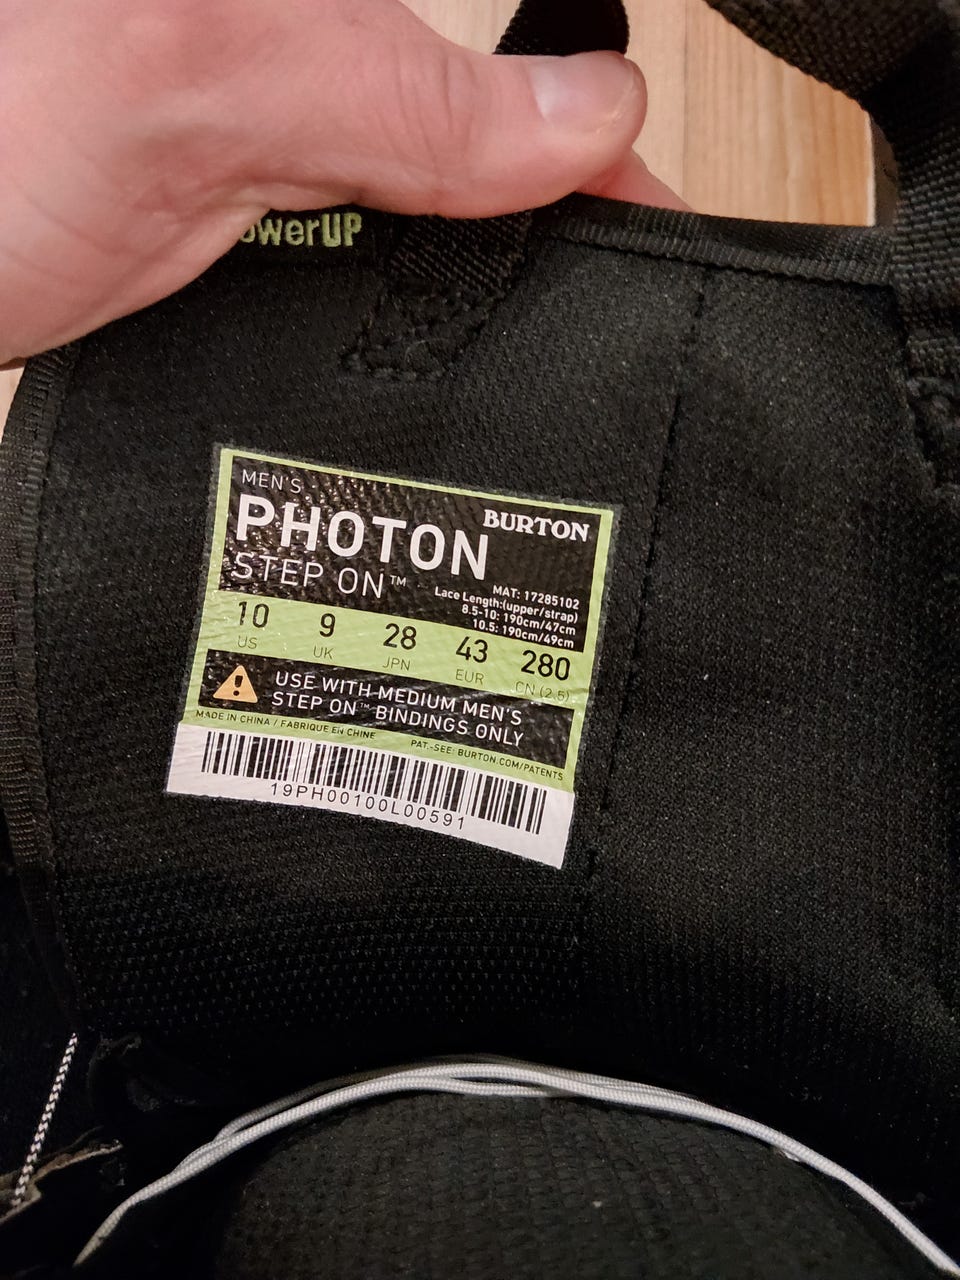 owerUP
MEN'S
BURTON
PHOTON
STEP ON™
MAT: 17285102
Lace Length:(upper/strap)
8.5-10: 190cm/47cm
10.5: 190cm/49cm
10 9 28 43 280
US UK JPN EUR CN (2.5)
USE WITH MEDIUM MEN'S
STEP ON™ BINDINGS ONLY
MADE IN CHINA / FABRIQUE EN CHINE
PAT.-SEE: BURTON.COM/PATENTS
19PH00100L00591